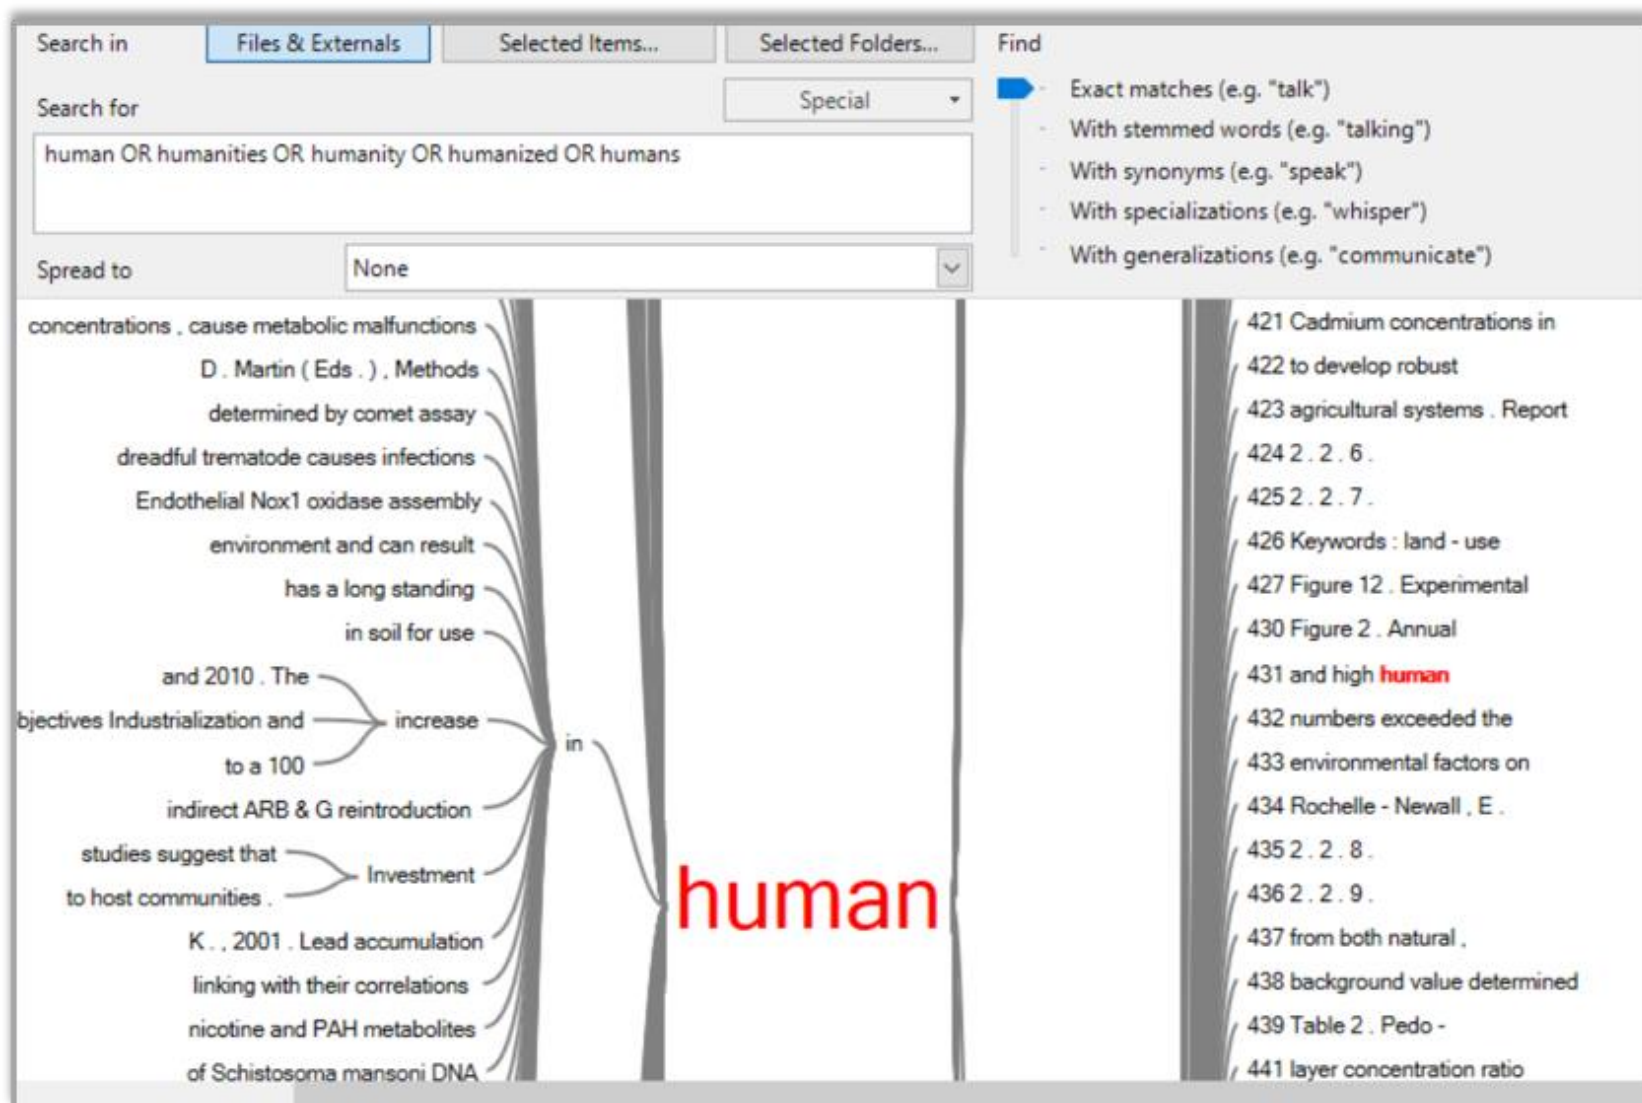 Search in
Files & Externals
Selected Items...
Selected Folders...
Find
Special
Search for
human OR humanities OR humanity OR humanized OR humans
Spread to
None
Exact matches (e.g. "talk")
With stemmed words (e.g. "talking")
With synonyms (e.g. "speak")
With specializations (e.g. "whisper")
With generalizations (e.g. "communicate")
concentrations , cause metabolic malfunctions
D . Martin ( Eds . ) , Methods
determined by comet assay
dreadful trematode causes infections
Endothelial Nox1 oxidase assembly
environment and can result
has a long standing
in soil for use
and 2010 . The
bjectives Industrialization and
to a 100
increase
indirect ARB & G reintroduction
studies suggest that
to host communities .
Investment
K . , 2001 . Lead accumulation
linking with their correlations
nicotine and PAH metabolites
of Schistosoma mansoni DNA
in
human
421 Cadmium concentrations in
422 to develop robust
423 agricultural systems . Report
424 2 . 2 . 6 .
425 2 . 2 . 7 .
426 Keywords : land - use
427 Figure 12 . Experimental
430 Figure 2 . Annual
431 and high human
432 numbers exceeded the
433 environmental factors on
434 Rochelle - Newall , E .
435 2 . 2 . 8 .
436 2 . 2 . 9 .
437 from both natural ,
438 background value determined
439 Table 2 . Pedo -
441 layer concentration ratio